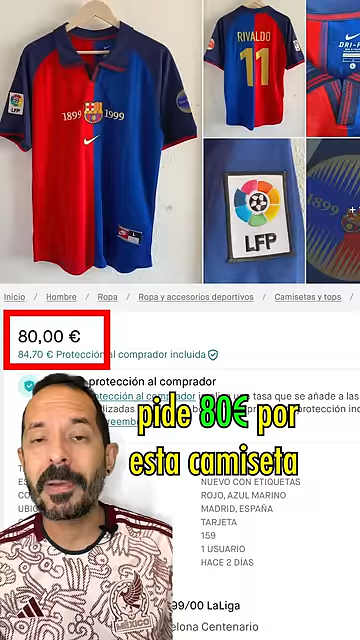 RIVALDO
11
DRI-F
L
LFP
1899
1999
LFP
1899
Inicio / Hombre / Ropa / Ropa y accesorios deportivos / Camisetas y tops /
80,00 €
84,70 € Protección al comprador incluida
protección al comprador
pide 80€ por
esta camiseta
NUEVO CON ETIQUETAS
ROJO, AZUL MARINO
UBIC
MADRID, ESPAÑA
TARJETA
159
1 USUARIO
HACE 2 DÍAS
MÉXICO
99/00 LaLiga
elona Centenario